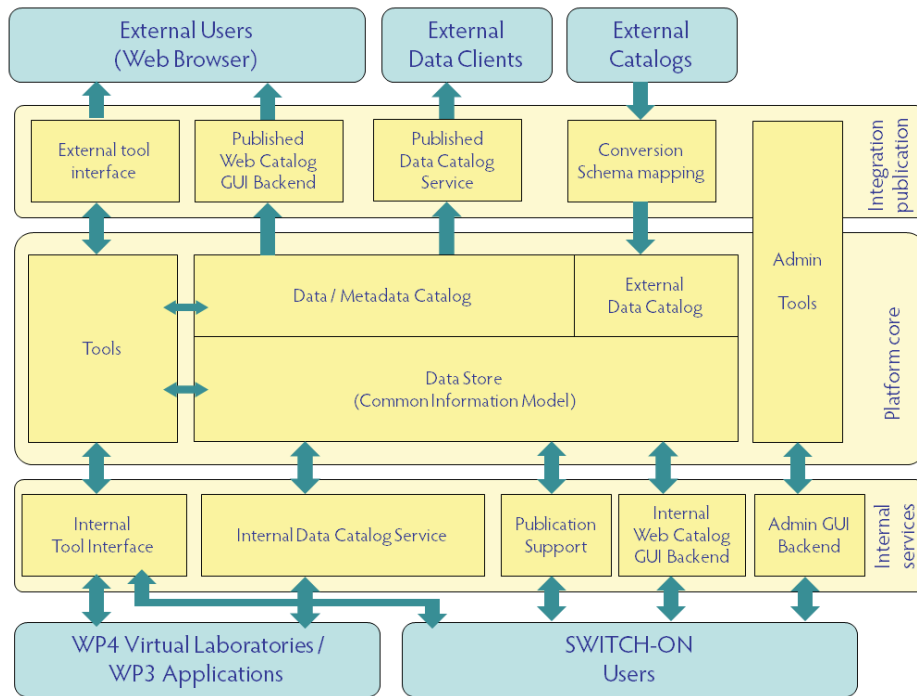 External Users
(Web Browser)
External
Data Clients
External
Catalogs
External tool
interface
Published
Web Catalog
GUI Backend
Published
Data Catalog
Service
Conversion
Schema mapping
Integration
publication
Tools
Data / Metadata Catalog
External
Data Catalog
Admin
Tools
Data Store
(Common Information Model)
Platform core
Internal
Tool Interface
Internal Data Catalog Service
Publication
Support
Internal
Web Catalog
GUI Backend
Admin GUI
Backend
Internal
services
WP4 Virtual Laboratories /
WP3 Applications
SWITCH-ON
Users